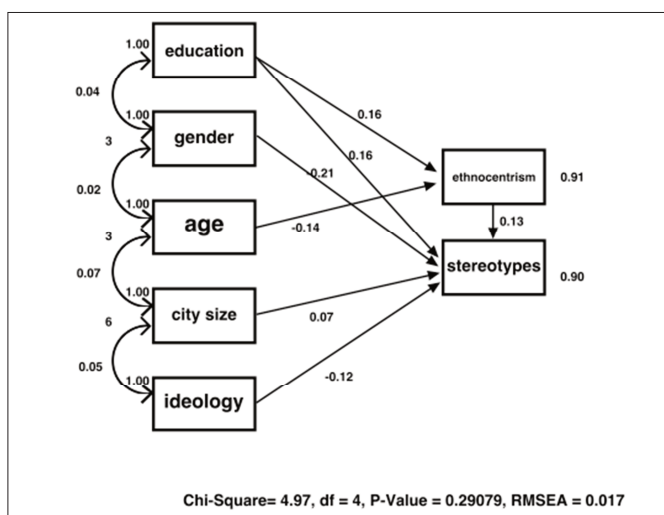 1.00
education
0.04
0.16
1.00
3
gender
0.16
-0.21
ethnocentrism
0.91
0.02
1.00
0.13
age
-0.14
3
stereotypes
0.90
0.07
1.00
6
city size
0.07
0.05
1.00
-0.12
ideology
Chi-Square= 4.97, df = 4, P-Value = 0.29079, RMSEA = 0.017